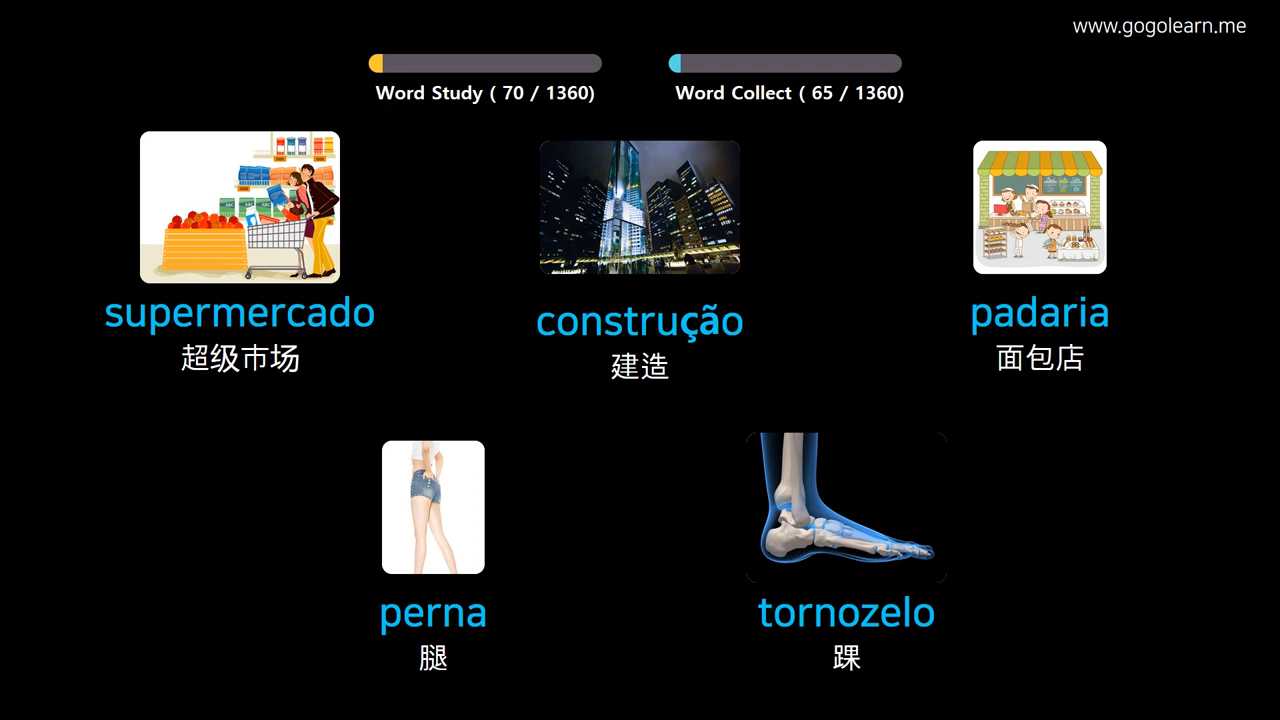 www.gogolearn.me
Word Study ( 70 / 1360)
Word Collect ( 65 / 1360)
supermercado
超级市场
construção
建造
padaria
面包店
perna
腿
tornozelo
踝